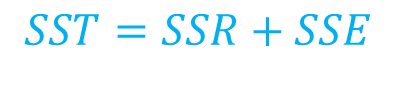 SST = SSR + SSE